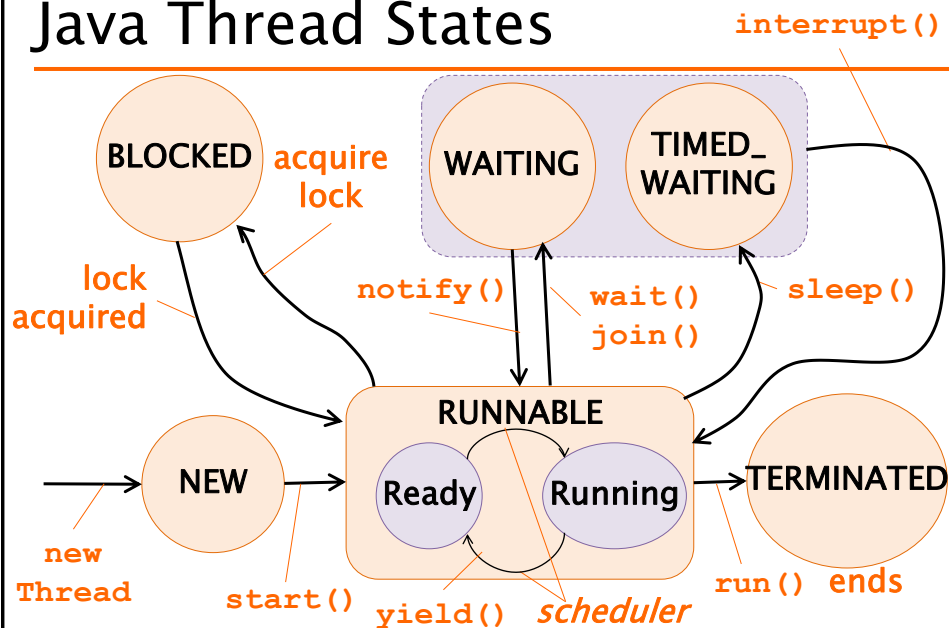 Java Thread States
interrupt()
BLOCKED
acquire
lock
WAITING
TIMED_
WAITING
lock
acquired
notify()
wait()
join()
sleep()
RUNNABLE
NEW
Ready
Running
TERMINATED
new
Thread
start()
yield()
scheduler
run() ends